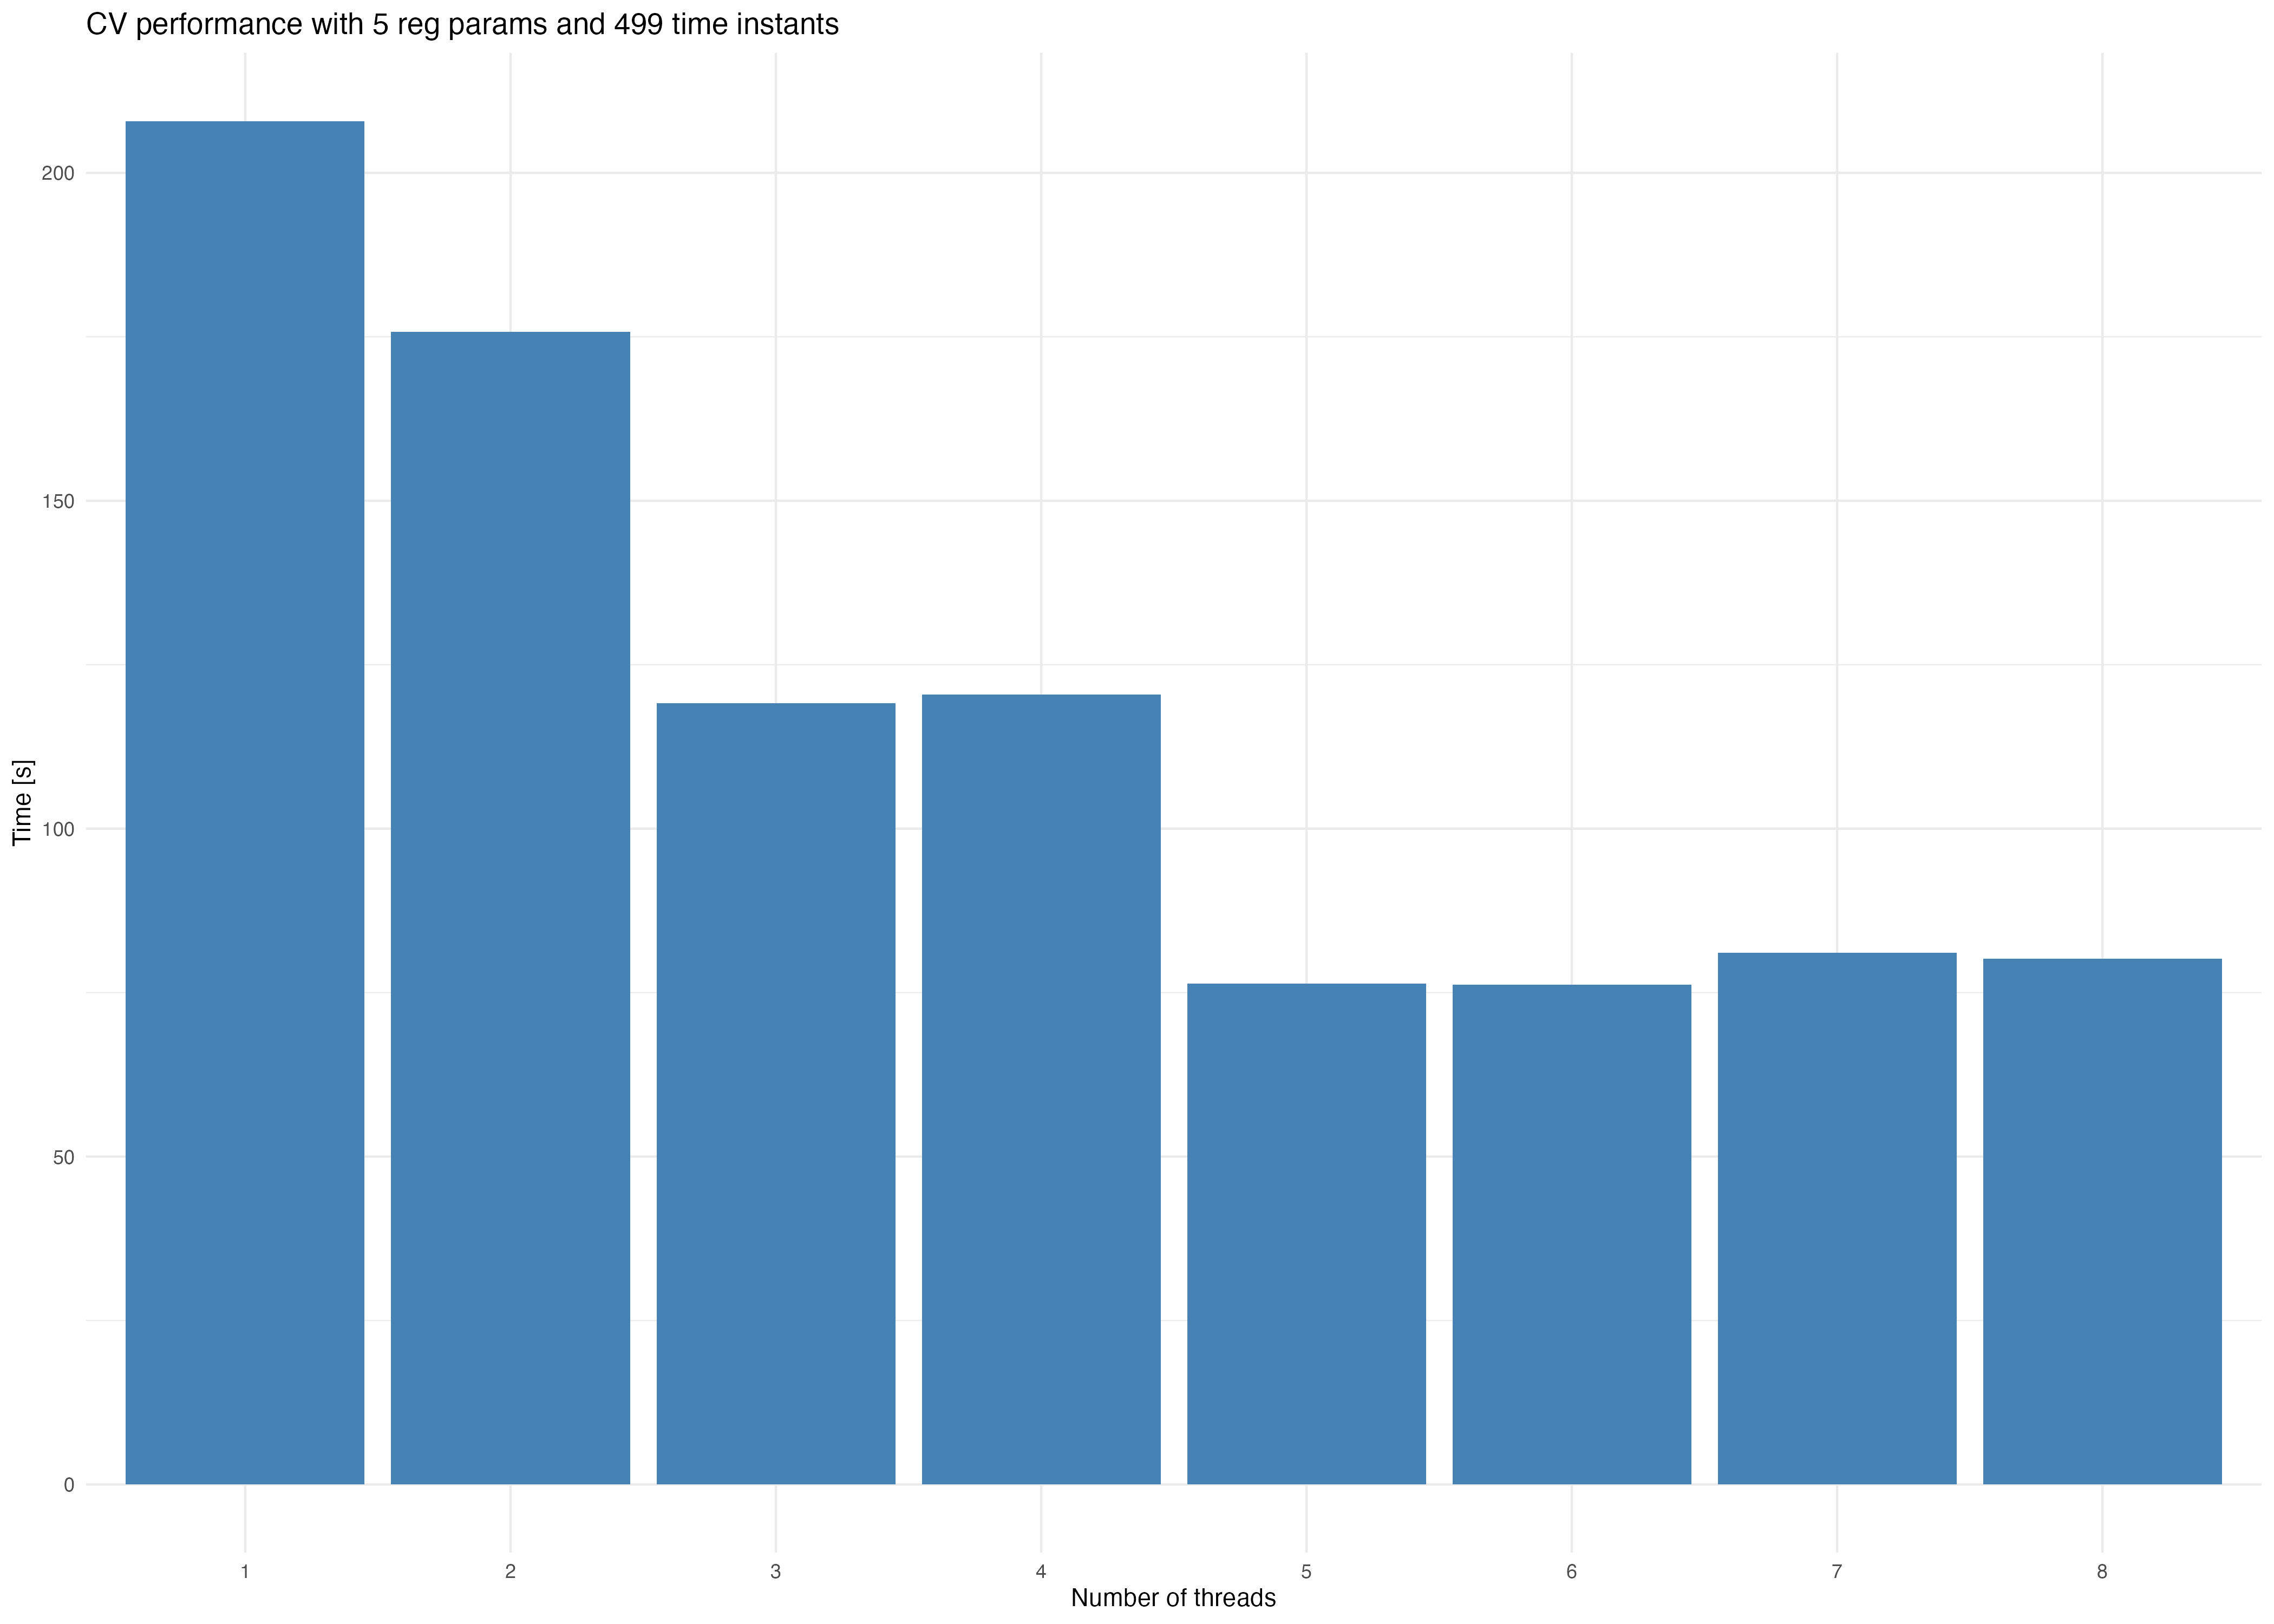 CV performance with 5 reg params and 499 time instants
200
150
100
50
0
Time [s]
1 2 3 4 5 6 7 8
Number of threads